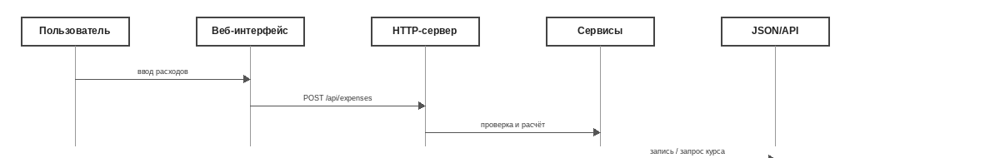 Пользователь
Веб-интерфейс
HTTP-сервер
Сервисы
JSON/API
ввод расходов
POST /api/expenses
проверка и расчёт
запись / запрос курса